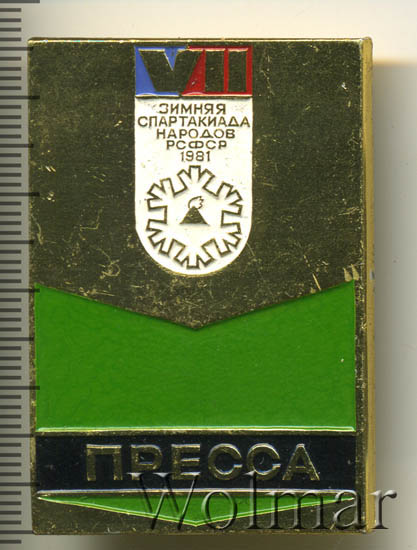 VII
ЗИМНЯЯ
СПАРТАКИАДА
НАРОДОВ
РСФСР
1981
ПРЕССА
Wolmar